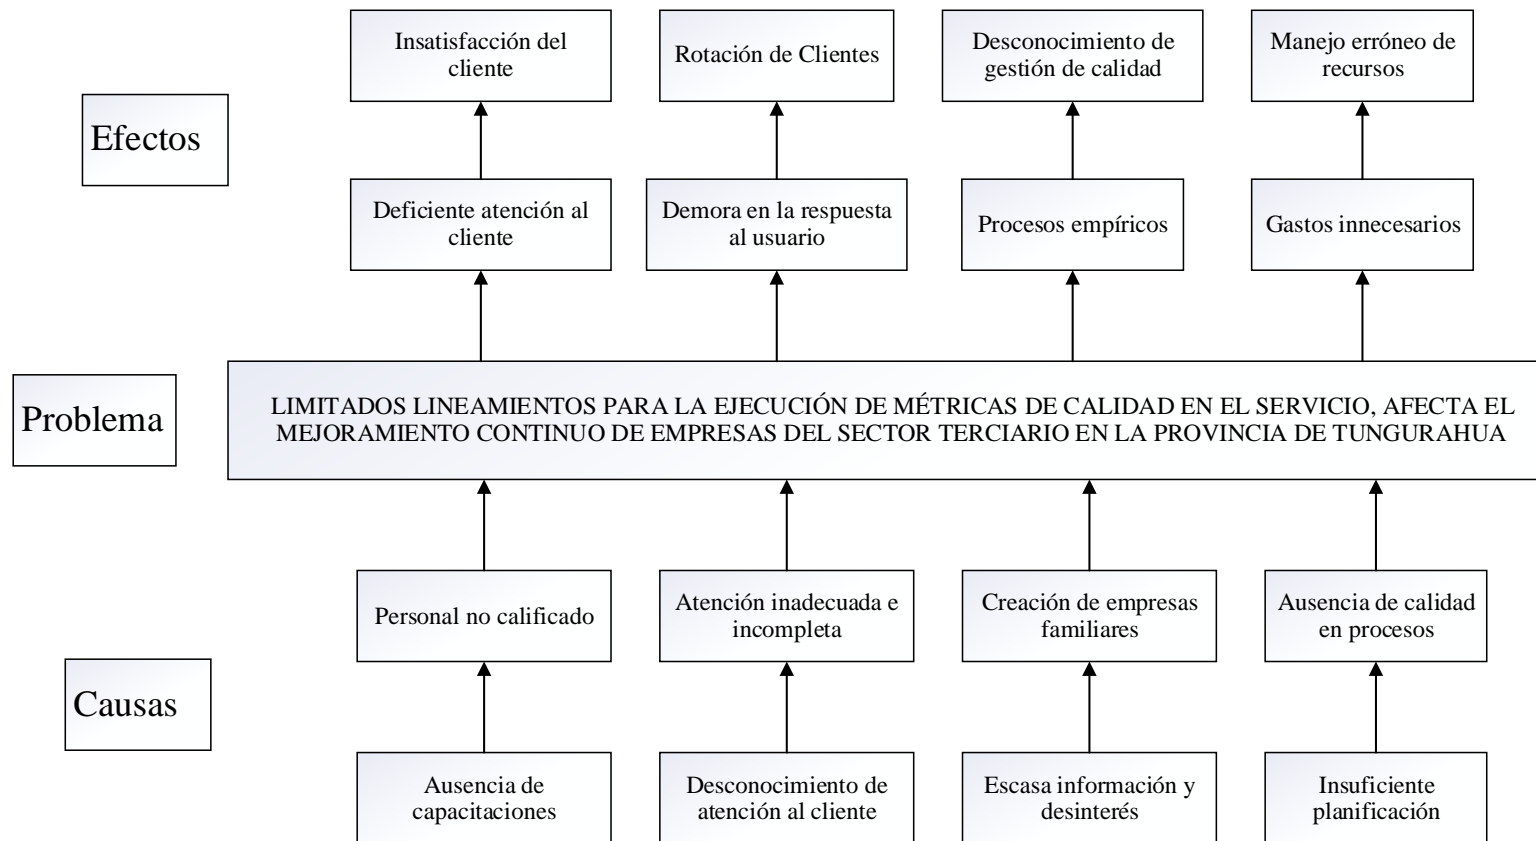 Insatisfacción del
cliente
Rotación de Clientes
Desconocimiento de
gestión de calidad
Manejo erróneo de
recursos
Efectos
Deficiente atención al
cliente
Demora en la respuesta
al usuario
Procesos empíricos
Gastos innecesarios
Problema
LIMITADOS LINEAMIENTOS PARA LA EJECUCIÓN DE MÉTRICAS DE CALIDAD EN EL SERVICIO, AFECTA EL
MEJORAMIENTO CONTINUO DE EMPRESAS DEL SECTOR TERCIARIO EN LA PROVINCIA DE TUNGURAHUA
Personal no calificado
Atención inadecuada e
incompleta
Creación de empresas
familiares
Ausencia de calidad
en procesos
Causas
Ausencia de
capacitaciones
Desconocimiento de
atención al cliente
Escasa información y
desinterés
Insuficiente
planificación